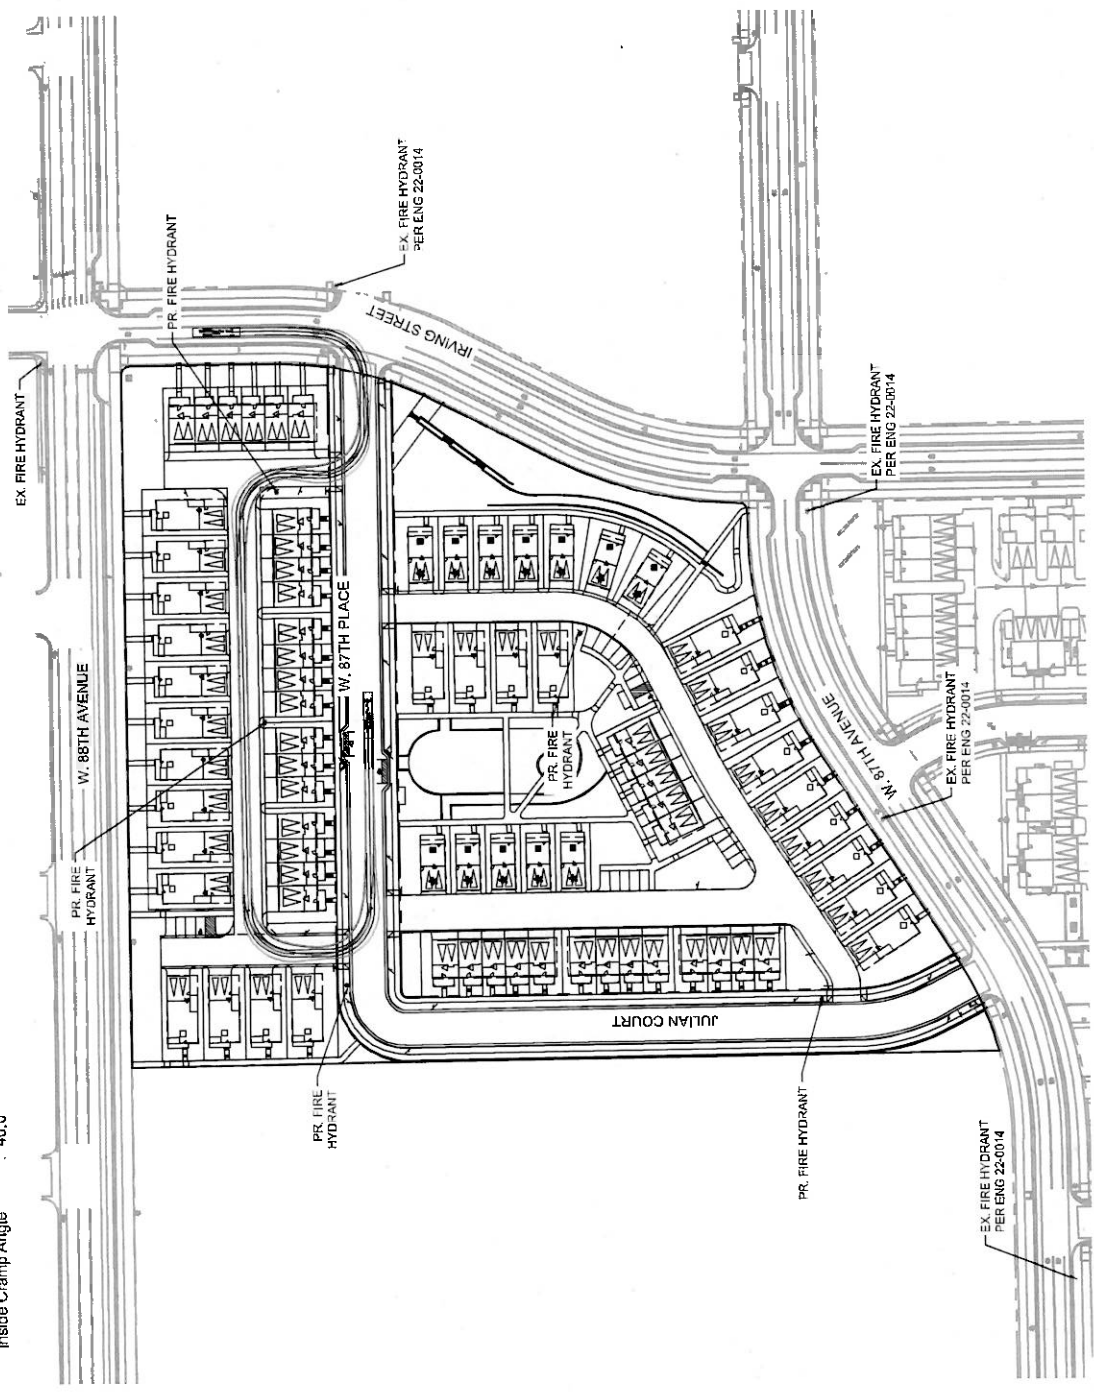 EX. FIRE HYDRANT
PR. FIRE HYDRANT
EX. FIRE HYDRANT
PER ENG 22-0014
IRVING STREET
W. 88TH AVENUE
W. 87TH PLACE
PR. FIRE
HYDRANT
PR. FIRE
HYDRANT
EX. FIRE HYDRANT
PER ENG 22-0014
W. 87TH AVENUE
EX. FIRE HYDRANT
PER ENG 22-0014
JULIAN COURT
PR. FIRE
HYDRANT
PR. FIRE HYDRANT
EX. FIRE HYDRANT
PER ENG 22-0014
Inside Cramp Angle : 40.0